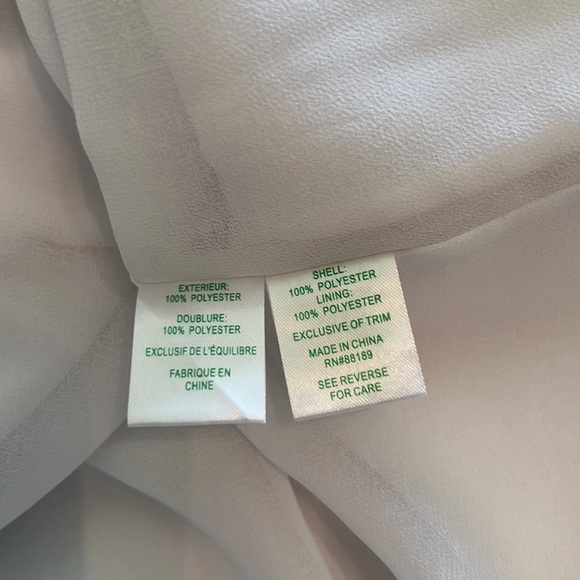 EXTERIEUR:
100% POLYESTER
DOUBLURE:
100% POLYESTER
EXCLUSIF DE L'ÉQUILIBRE
FABRIQUE EN
CHINE
SHELL:
100% POLYESTER
LINING:
100% POLYESTER
EXCLUSIVE OF TRIM
MADE IN CHINA
RN#88189
SEE REVERSE
FOR CARE